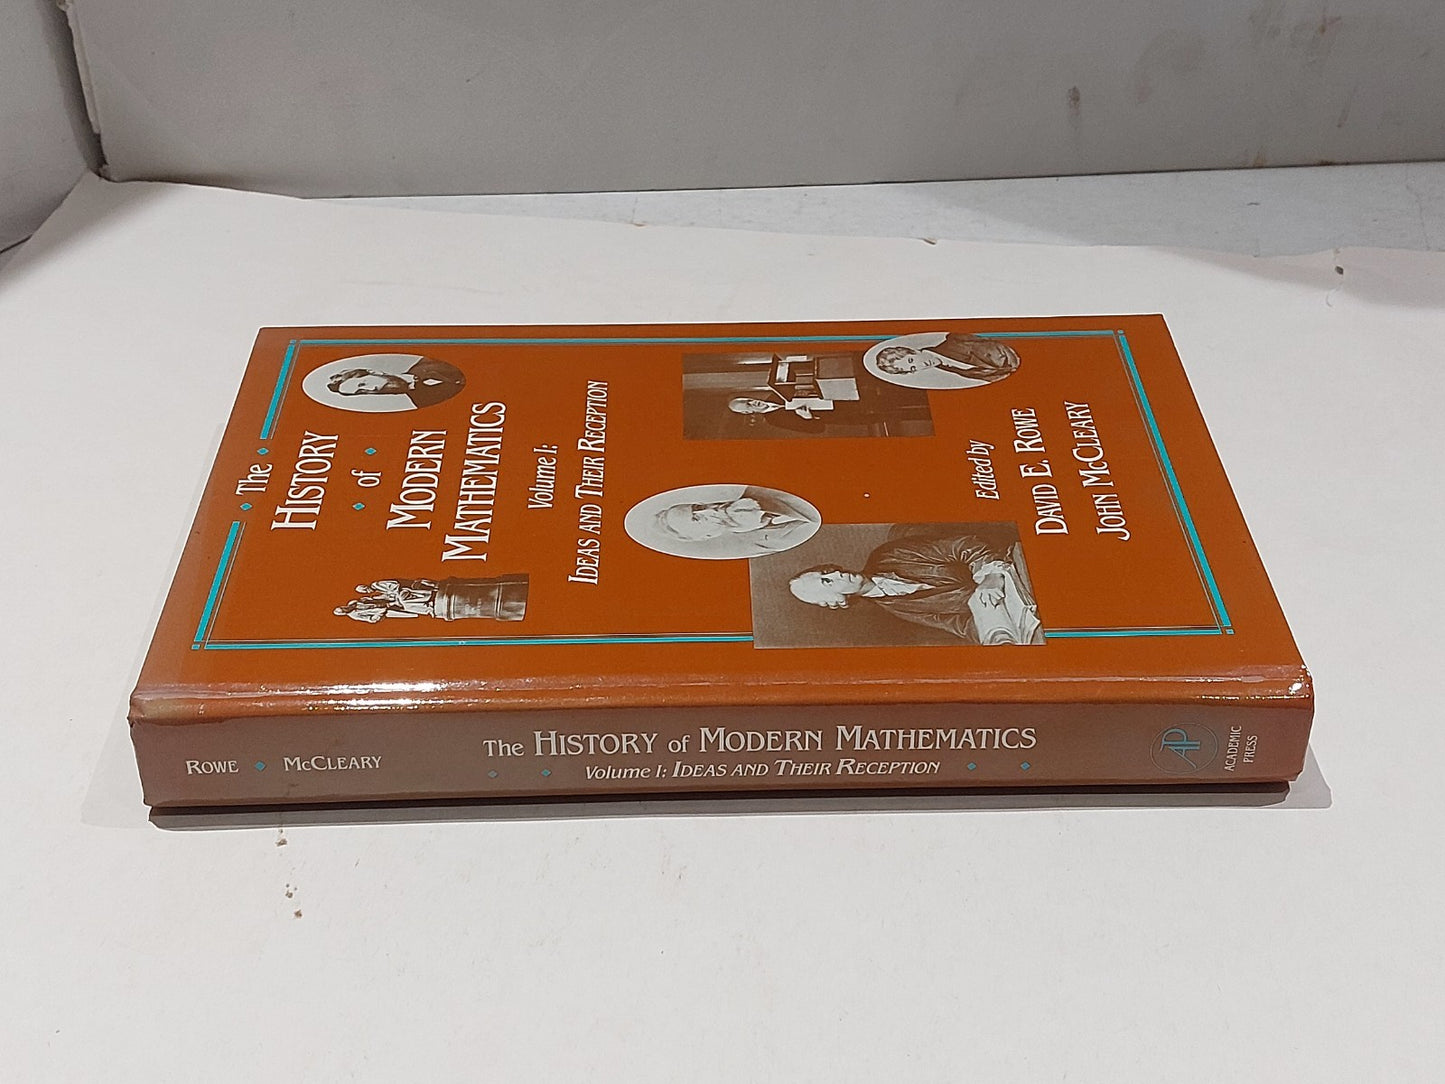 The
HISTORY
of
MODERN
MATHEMATICS
Volume I:
IDEAS AND THEIR RECEPTION
Edited by
DAVID E. ROWE
JOHN MCCLEARY
ROWE MCCLEARY
The HISTORY of MODERN MATHEMATICS
Volume I: IDEAS AND THEIR RECEPTION
AP
ACADEMIC
PRESS